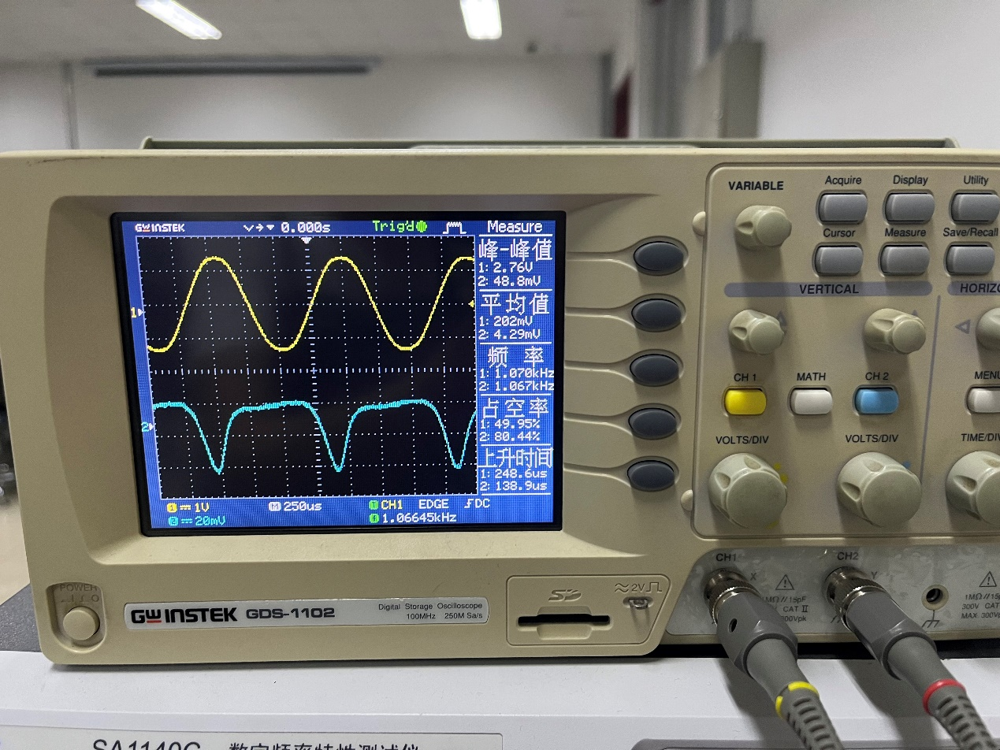 GW INSTEK
0.000s
Trig'd
Measure
峰-峰值
1: 2.76V
2: 48.8mV
平均值
1: 202mV
2: 4.29mV
频 率
1: 1.070kHz
2: 1.067kHz
占空率
1: 49.95%
2: 80.44%
上升时间
1: 248.6us
2: 138.9us
1
2
1 1V
M 250us
CH1 EDGE DC
2 20mV
1.06645kHz
VARIABLE
Acquire
Display
Utility
Cursor
Measure
Save/Recall
VERTICAL
HORIZO
CH 1
MATH
CH 2
MENU
VOLTS/DIV
VOLTS/DIV
TIME/DIV
CH1
CH2
X
Y
1MΩ//15pF
CAT II
300Vpk
1MΩ//15p
300V CAT
MAX 300V
POWER
GW INSTEK GDS-1102
Digital Storage Oscilloscope
100MHz 250M Sa/s
SD
≈2V
SA1140C 数字频率特性测试仪